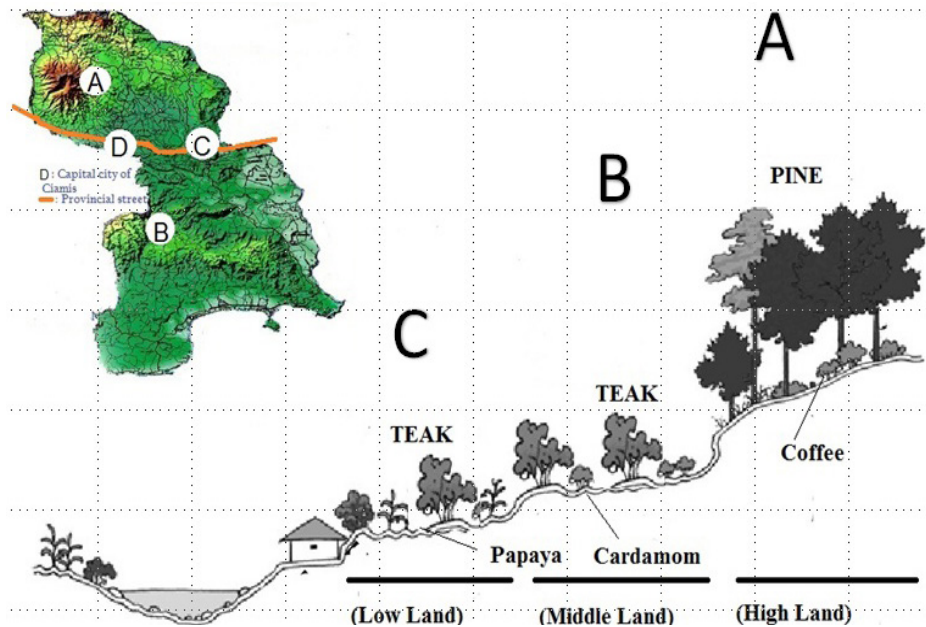 A
A
D
C
D : Capital city of
Ciamis
: Provincial street
B
B
PINE
C
TEAK
TEAK
Coffee
Papaya
Cardamom
(Low Land)
(Middle Land)
(High Land)